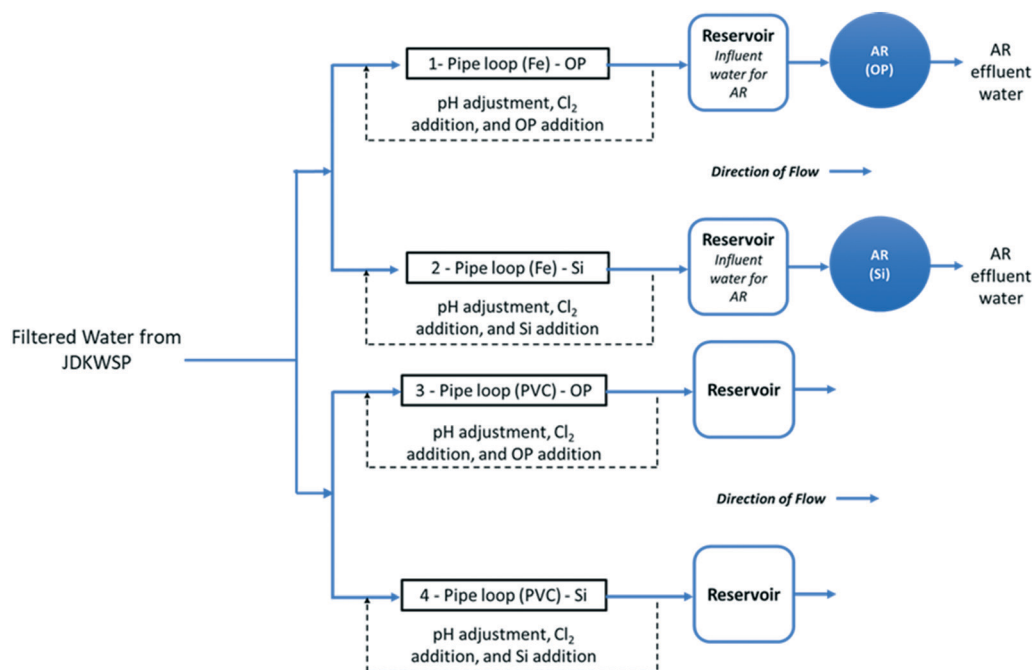 1- Pipe loop (Fe) - OP
pH adjustment, Cl₂
addition, and OP addition
Reservoir
Influent
water for
AR
AR
(OP)
AR
effluent
water
Direction of Flow
2 - Pipe loop (Fe) - Si
pH adjustment, Cl₂
addition, and Si addition
Reservoir
Influent
water for
AR
AR
(Si)
AR
effluent
water
Filtered Water from
JDKWSP
3 - Pipe loop (PVC) - OP
pH adjustment, Cl₂
addition, and OP addition
Reservoir
Direction of Flow
4 - Pipe loop (PVC) - Si
pH adjustment, Cl₂
addition, and Si addition
Reservoir